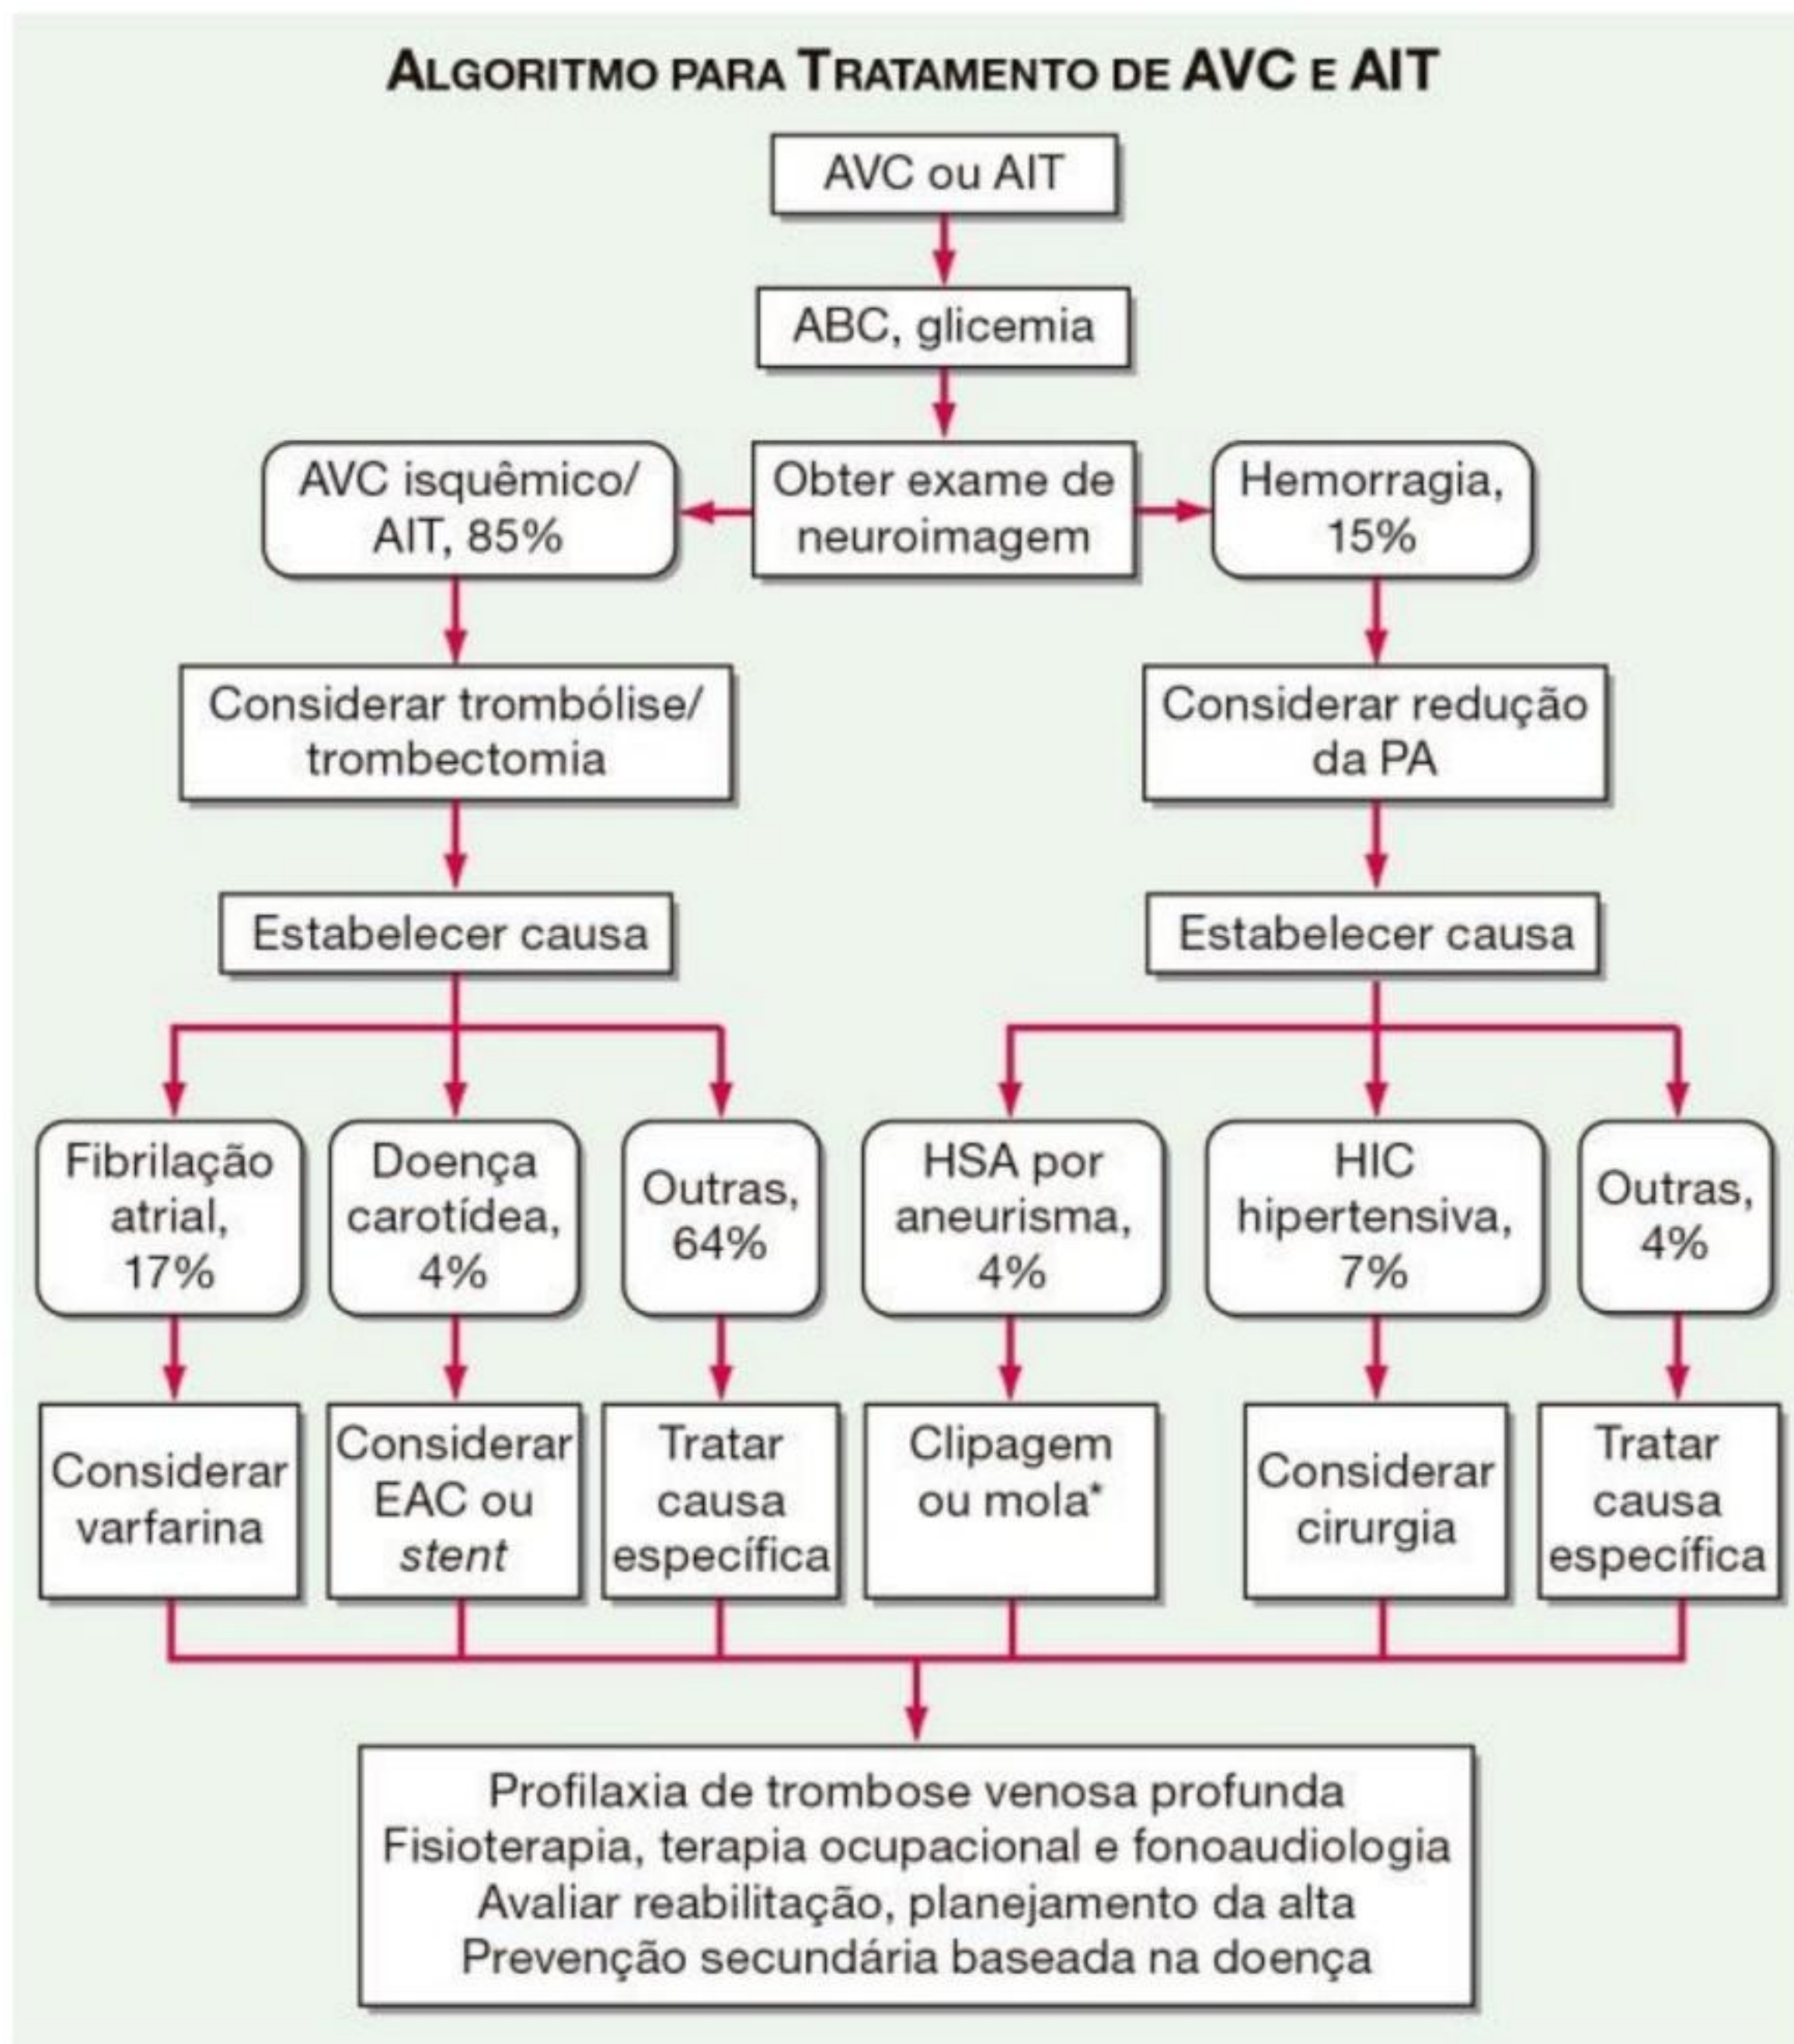 ALGORITMO PARA TRATAMENTO DE AVC E AIT
AVC ou AIT
ABC, glicemia
Obter exame de
neuroimagem
AVC isquêmico/
AIT, 85%
Hemorragia,
15%
Considerar trombólise/
trombectomia
Considerar redução
da PA
Estabelecer causa
Estabelecer causa
Fibrilação
atrial,
17%
Doença
carotídea,
4%
Outras,
64%
HSA por
aneurisma,
4%
HIC
hipertensiva,
7%
Outras,
4%
Considerar
varfarina
Considerar
EAC ou
stent
Tratar
causa
específica
Clipagem
ou mola*
Considerar
cirurgia
Tratar
causa
específica
Profilaxia de trombose venosa profunda
Fisioterapia, terapia ocupacional e fonoaudiologia
Avaliar reabilitação, planejamento da alta
Prevenção secundária baseada na doença